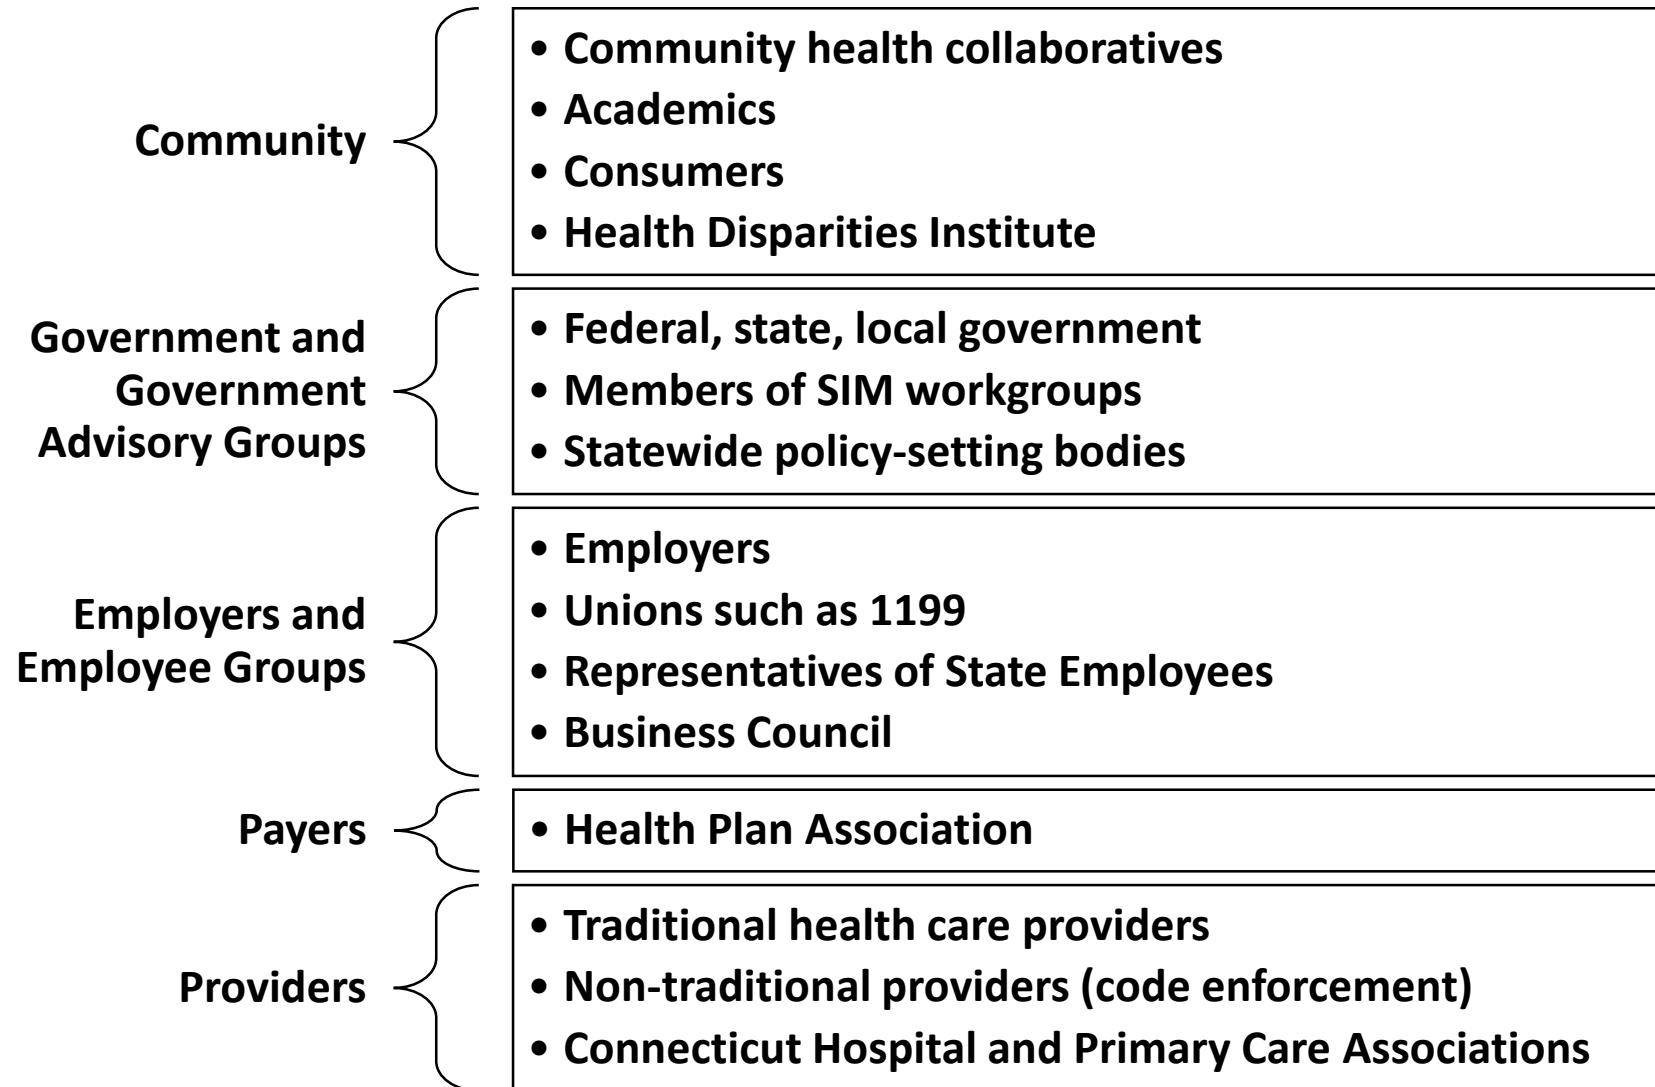 Community
• Community health collaboratives
• Academics
• Consumers
• Health Disparities Institute
Government and
Government
Advisory Groups
• Federal, state, local government
• Members of SIM workgroups
• Statewide policy-setting bodies
Employers and
Employee Groups
• Employers
• Unions such as 1199
• Representatives of State Employees
• Business Council
Payers
• Health Plan Association
Providers
• Traditional health care providers
• Non-traditional providers (code enforcement)
• Connecticut Hospital and Primary Care Associations